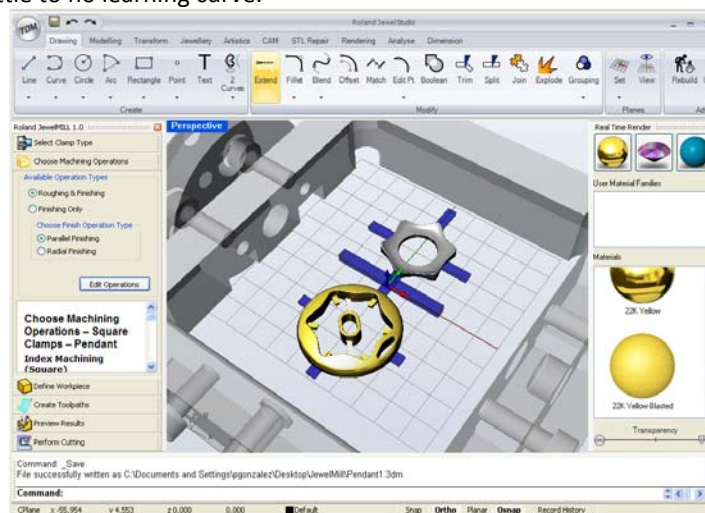 tle to no learning curve.
TDM
Roland JewelStudio
Drawing Modelling Transform Jewellery Artistics CAM STL Repair Rendering Analyse Dimension
Line Curve Circle Arc Rectangle Point Text 2 Curves Extend Fillet Blend Offset Match Edit Pt Boolean Trim Split Join Explode Grouping Set View Rebuild
Create Modify Planes
Roland JewelMILL 1.0
Perspective
Real Time Render
Select Clamp Type
Choose Machining Operations
Available Operation Types
Roughing & Finishing
Finishing Only
Choose Finish Operation Type
Parallel Finishing
Radial Finishing
Edit Operations
Choose Machining
Operations – Square
Clamps – Pendant
Index Machining
(Square)
Define Workpiece
Create Toolpaths
Preview Results
Perform Cutting
User Material Families
Materials
22K Yellow
22K Yellow Blasted
Transparency
Command: _Save
File successfully written as C:\Documents and Settings\pgonzalez\Desktop\JewelMill\Pendant1.3dm
Command:
CPlane x -55.954 y 4.553 z 0.000 0.000 Default Snap Ortho Planar Osnap Record History